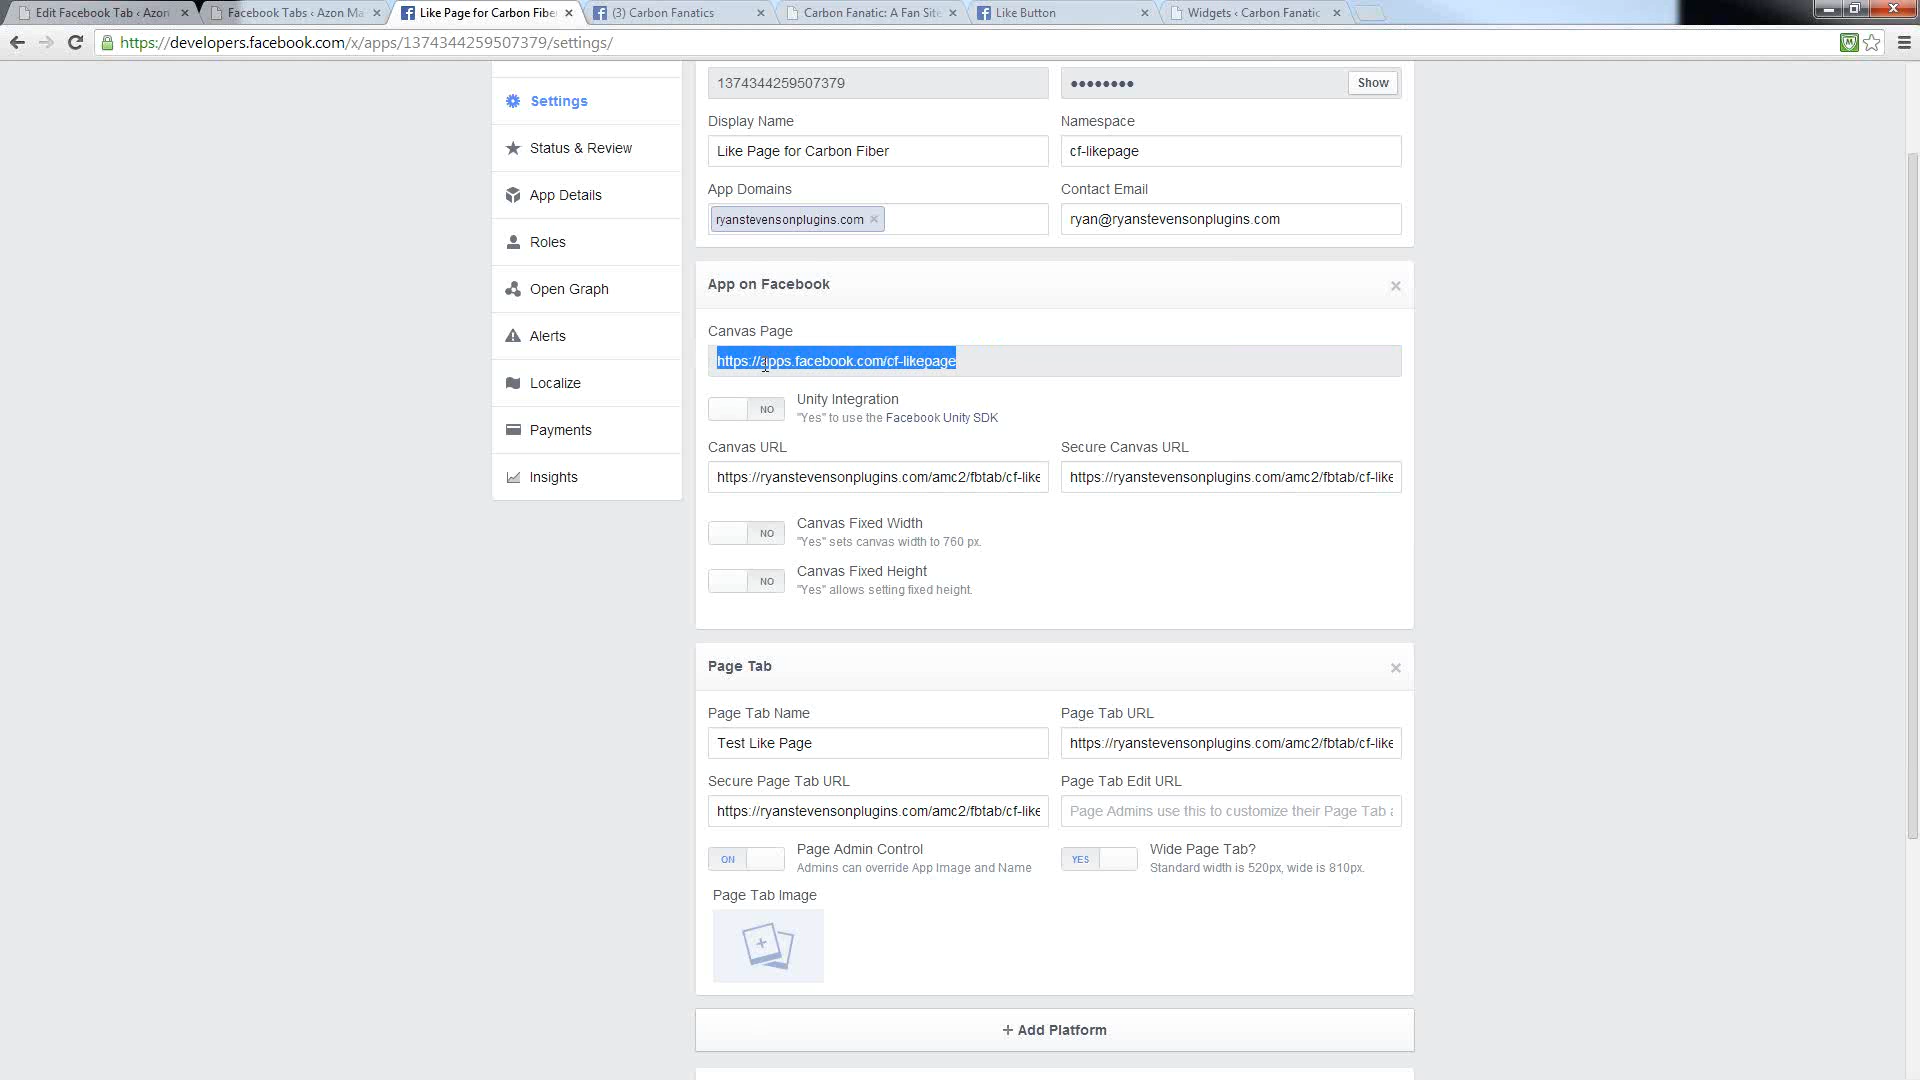 Edit Facebook Tab ‹ Azon
Facebook Tabs ‹ Azon Ma
Like Page for Carbon Fibe
(3) Carbon Fanatics
Carbon Fanatic: A Fan Site
Like Button
Widgets ‹ Carbon Fanatic
https://developers.facebook.com/x/apps/1374344259507379/settings/
Settings
Status & Review
App Details
Roles
Open Graph
Alerts
Localize
Payments
Insights
1374344259507379
●●●●●●●●
Show
Display Name
Namespace
Like Page for Carbon Fiber
cf-likepage
App Domains
Contact Email
ryanstevensonplugins.com
ryan@ryanstevensonplugins.com
App on Facebook
Canvas Page
https://apps.facebook.com/cf-likepage
NO
Unity Integration
"Yes" to use the Facebook Unity SDK
Canvas URL
Secure Canvas URL
https://ryanstevensonplugins.com/amc2/fbtab/cf-like
https://ryanstevensonplugins.com/amc2/fbtab/cf-like
NO
Canvas Fixed Width
"Yes" sets canvas width to 760 px.
NO
Canvas Fixed Height
"Yes" allows setting fixed height.
Page Tab
Page Tab Name
Page Tab URL
Test Like Page
https://ryanstevensonplugins.com/amc2/fbtab/cf-like
Secure Page Tab URL
Page Tab Edit URL
https://ryanstevensonplugins.com/amc2/fbtab/cf-like
Page Admins use this to customize their Page Tab a
ON
Page Admin Control
Admins can override App Image and Name
YES
Wide Page Tab?
Standard width is 520px, wide is 810px.
Page Tab Image
+ Add Platform